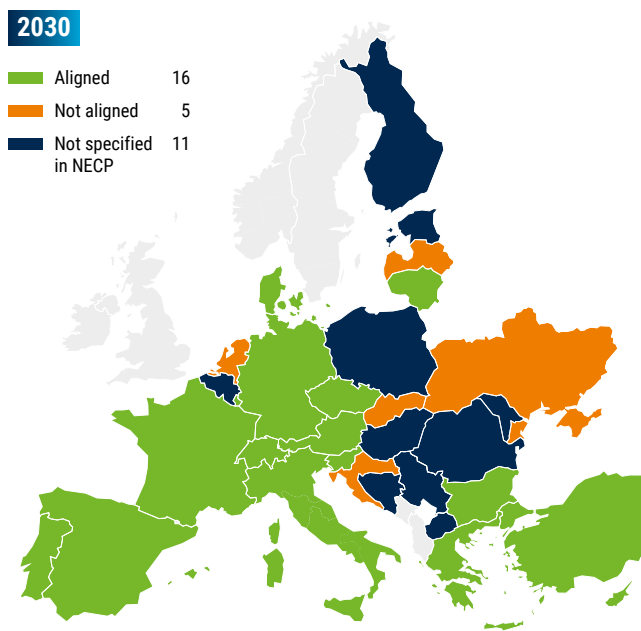 2030
Aligned 16
Not aligned 5
Not specified 11
in NECP